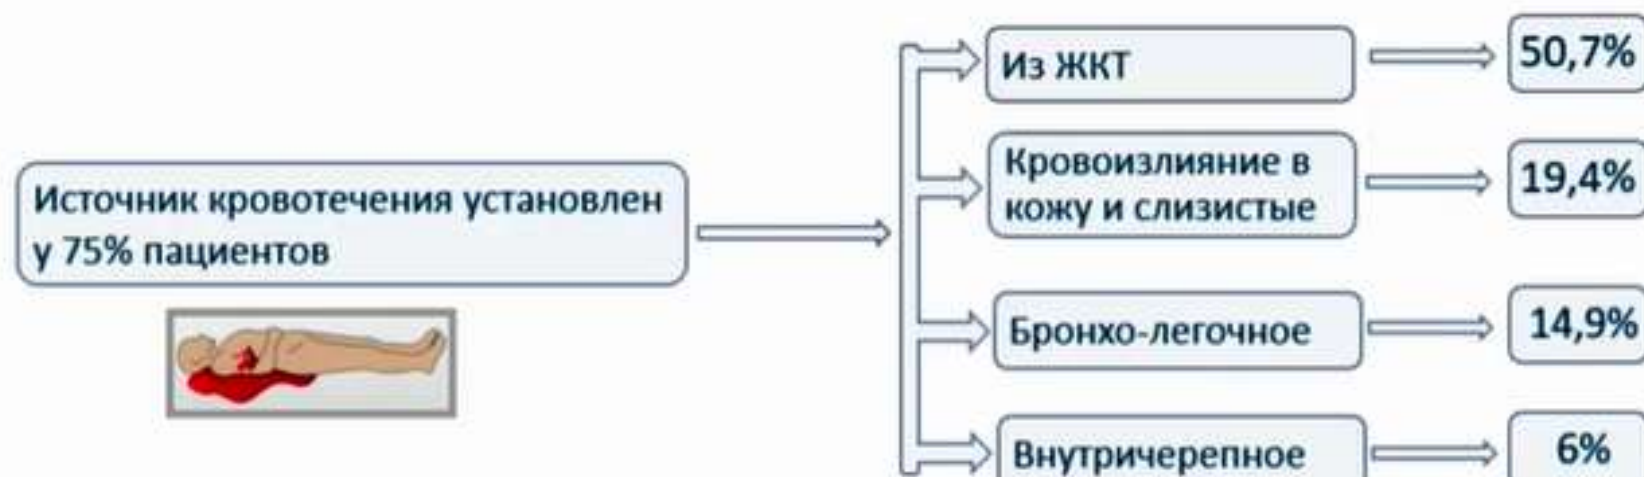 Источник кровотечения установлен
у 75% пациентов
Из ЖКТ
50,7%
Кровоизлияние в
кожу и слизистые
19,4%
Бронхо-легочное
14,9%
Внутричерепное
6%